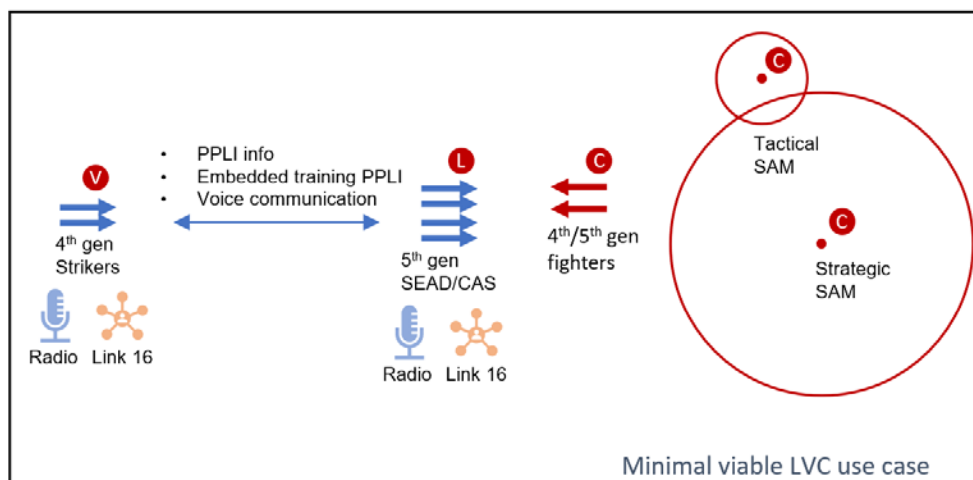 C
Tactical
SAM
• PPLI info
• Embedded training PPLI
• Voice communication
V
4th gen
Strikers
Radio Link 16
L
5th gen
SEAD/CAS
Radio Link 16
C
4th/5th gen
fighters
C
Strategic
SAM
Minimal viable LVC use case